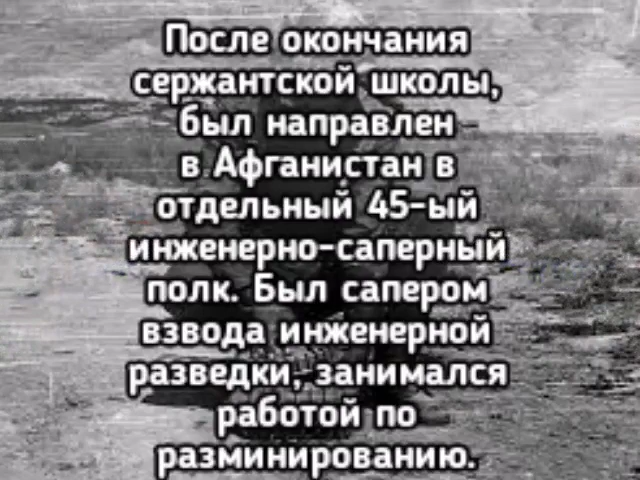 После окончания
сержантской школы,
был направлен
в Афганистан в
отдельный 45-ый
инженерно-саперный
полк. Был сапером
взвода инженерной
разведки, занимался
работой по
разминированию.